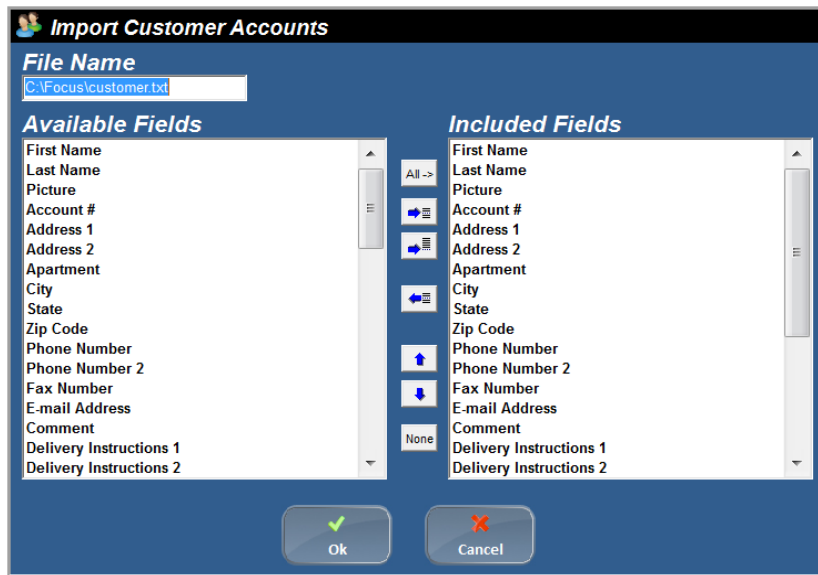 Import Customer Accounts
File Name
C:\Focus\customer.txt
Available Fields
First Name
Last Name
Picture
Account #
Address 1
Address 2
Apartment
City
State
Zip Code
Phone Number
Phone Number 2
Fax Number
E-mail Address
Comment
Delivery Instructions 1
Delivery Instructions 2
All ->
None
Included Fields
First Name
Last Name
Picture
Account #
Address 1
Address 2
Apartment
City
State
Zip Code
Phone Number
Phone Number 2
Fax Number
E-mail Address
Comment
Delivery Instructions 1
Delivery Instructions 2
Ok
Cancel